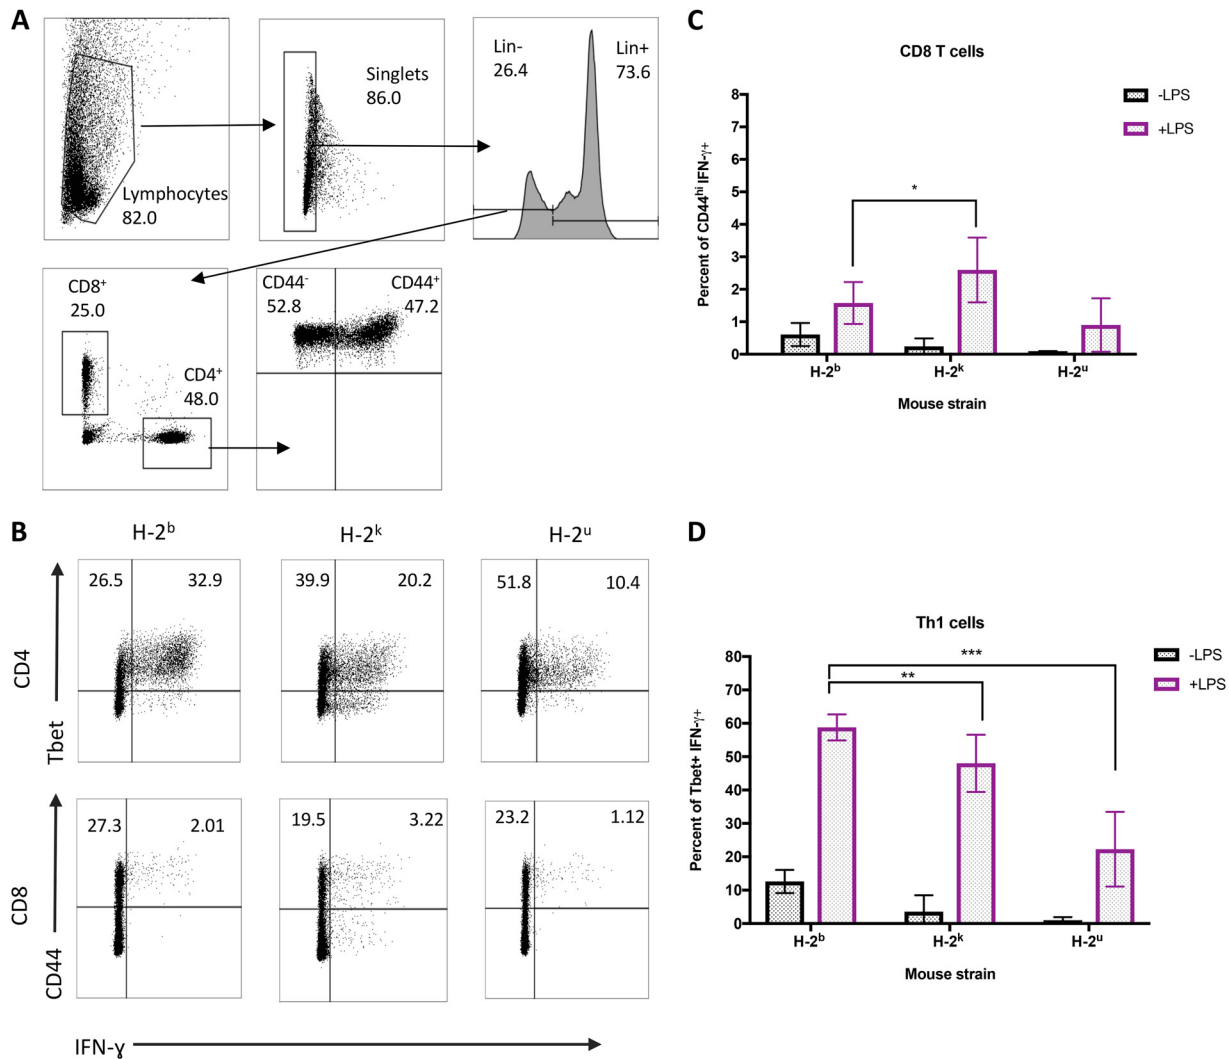 A
Lymphocytes
82.0
Singlets
86.0
Lin-
26.4
Lin+
73.6
CD8⁺
25.0
CD4⁺
48.0
CD44⁻
52.8
CD44⁺
47.2
B
H-2ᵇ
H-2ᵏ
H-2ᵘ
CD4
Tbet
26.5 32.9
39.9 20.2
51.8 10.4
CD8
CD44
27.3 2.01
19.5 3.22
23.2 1.12
IFN-ɣ
C
CD8 T cells
-LPS
+LPS
Percent of CD44ʰⁱ IFN-γ+
8
7
6
5
4
3
2
1
0
*
H-2ᵇ
H-2ᵏ
H-2ᵘ
Mouse strain
D
Th1 cells
-LPS
+LPS
Percent of Tbet+ IFN-γ+
80
70
60
50
40
30
20
10
0
***
**
H-2ᵇ
H-2ᵏ
H-2ᵘ
Mouse strain